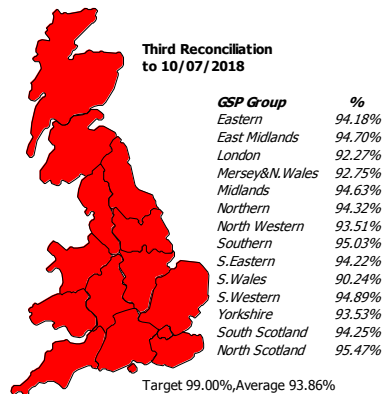 Third Reconciliation
to 10/07/2018
GSP Group %
Eastern 94.18%
East Midlands 94.70%
London 92.27%
Mersey&N.Wales 92.75%
Midlands 94.63%
Northern 94.32%
North Western 93.51%
Southern 95.03%
S.Eastern 94.22%
S.Wales 90.24%
S.Western 94.89%
Yorkshire 93.53%
South Scotland 94.25%
North Scotland 95.47%
Target 99.00%,Average 93.86%